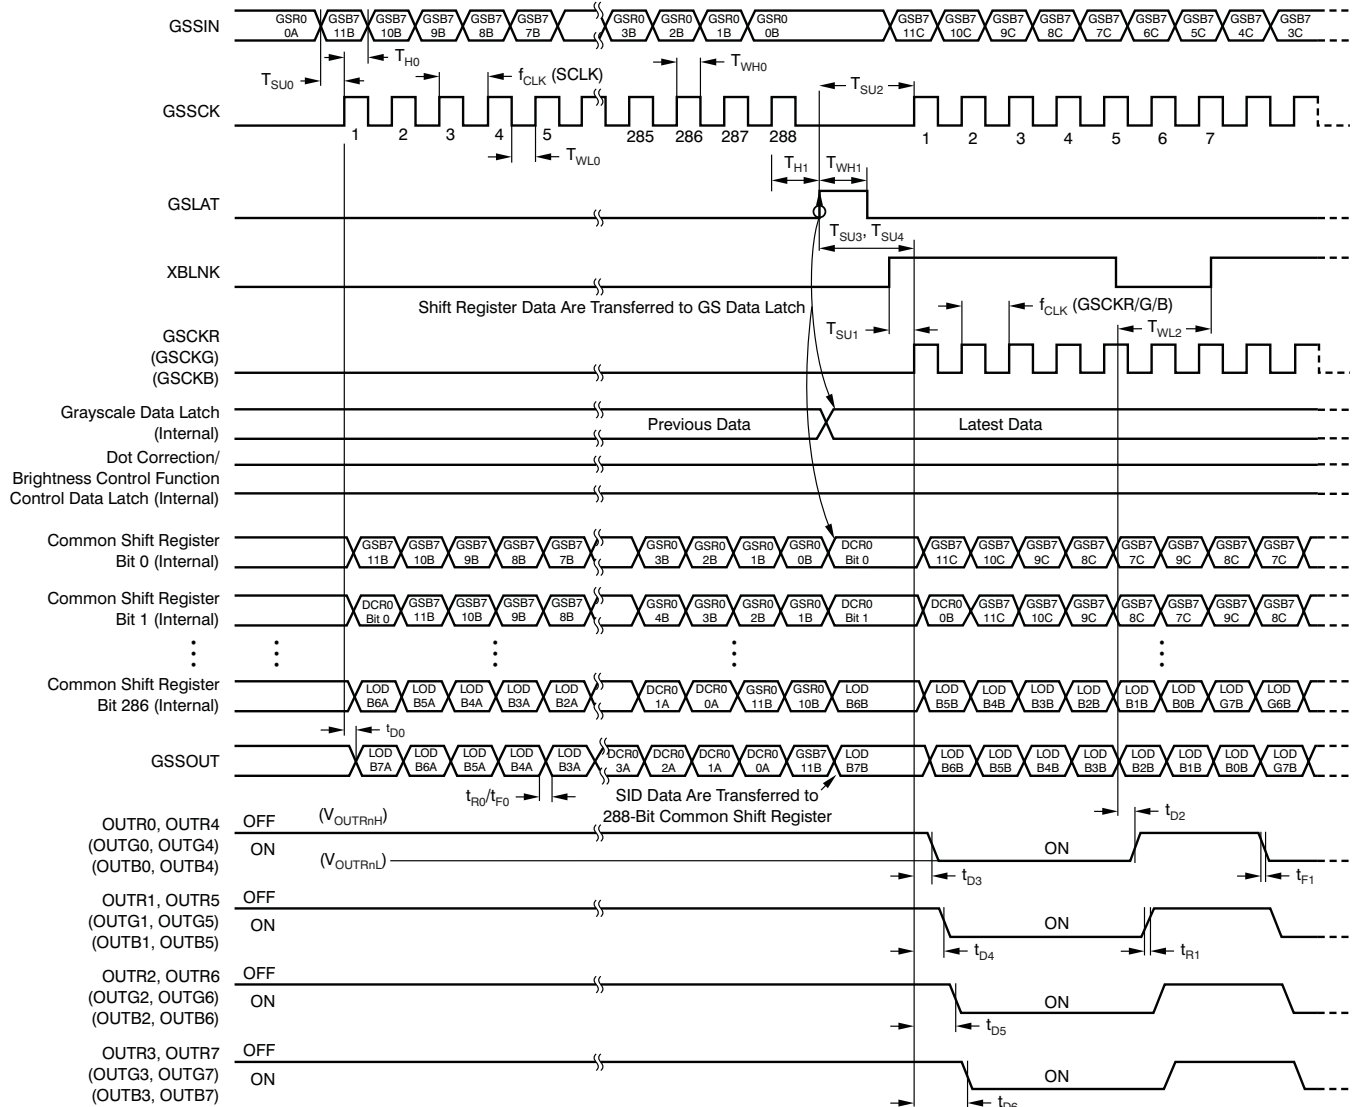 GSSIN
GSR0 0A
GSB7 11B
GSB7 10B
GSB7 9B
GSB7 8B
GSB7 7B
GSR0 3B
GSR0 2B
GSR0 1B
GSR0 0B
GSB7 11C
GSB7 10C
GSB7 9C
GSB7 8C
GSB7 7C
GSB7 6C
GSB7 5C
GSB7 4C
GSB7 3C
TSU0
TH0
fCLK (SCLK)
TWH0
TSU2
GSSCK
1 2 3 4 5 285 286 287 288 1 2 3 4 5 6 7
TWL0
TH1
TWH1
GSLAT
TSU3, TSU4
XBLNK
Shift Register Data Are Transferred to GS Data Latch
TSU1
fCLK (GSCKR/G/B)
TWL2
GSCKR
(GSCKG)
(GSCKB)
Grayscale Data Latch
(Internal)
Previous Data
Latest Data
Dot Correction/
Brightness Control Function
Control Data Latch (Internal)
Common Shift Register
Bit 0 (Internal)
GSB7 11B
GSB7 10B
GSB7 9B
GSB7 8B
GSB7 7B
GSR0 3B
GSR0 2B
GSR0 1B
GSR0 0B
DCR0 Bit 0
GSB7 11C
GSB7 10C
GSB7 9C
GSB7 8C
GSB7 7C
GSB7 9C
GSB7 8C
GSB7 7C
Common Shift Register
Bit 1 (Internal)
DCR0 Bit 0
GSB7 11B
GSB7 10B
GSB7 9B
GSB7 8B
GSR0 4B
GSR0 3B
GSR0 2B
GSR0 1B
DCR0 Bit 1
DCR0 0B
GSB7 11C
GSB7 10C
GSB7 9C
GSB7 8C
GSB7 7C
GSB7 9C
GSB7 8C
Common Shift Register
Bit 286 (Internal)
LOD B6A
LOD B5A
LOD B4A
LOD B3A
LOD B2A
DCR0 1A
DCR0 0A
GSR0 11B
GSR0 10B
LOD B6B
LOD B5B
LOD B4B
LOD B3B
LOD B2B
LOD B1B
LOD B0B
LOD G7B
LOD G6B
tD0
GSSOUT
LOD B7A
LOD B6A
LOD B5A
LOD B4A
LOD B3A
DCR0 3A
DCR0 2A
DCR0 1A
DCR0 0A
GSB7 11B
LOD B7B
LOD B6B
LOD B5B
LOD B4B
LOD B3B
LOD B2B
LOD B1B
LOD B0B
LOD G7B
tR0/tF0
SID Data Are Transferred to
288-Bit Common Shift Register
tD2
OUTR0, OUTR4
(OUTG0, OUTG4)
(OUTB0, OUTB4)
OFF
ON
(VOUTRnH)
(VOUTRnL)
ON
tD3
tF1
OUTR1, OUTR5
(OUTG1, OUTG5)
(OUTB1, OUTB5)
OFF
ON
ON
tD4
tR1
OUTR2, OUTR6
(OUTG2, OUTG6)
(OUTB2, OUTB6)
OFF
ON
ON
tD5
OUTR3, OUTR7
(OUTG3, OUTG7)
(OUTB3, OUTB7)
OFF
ON
ON
tD6